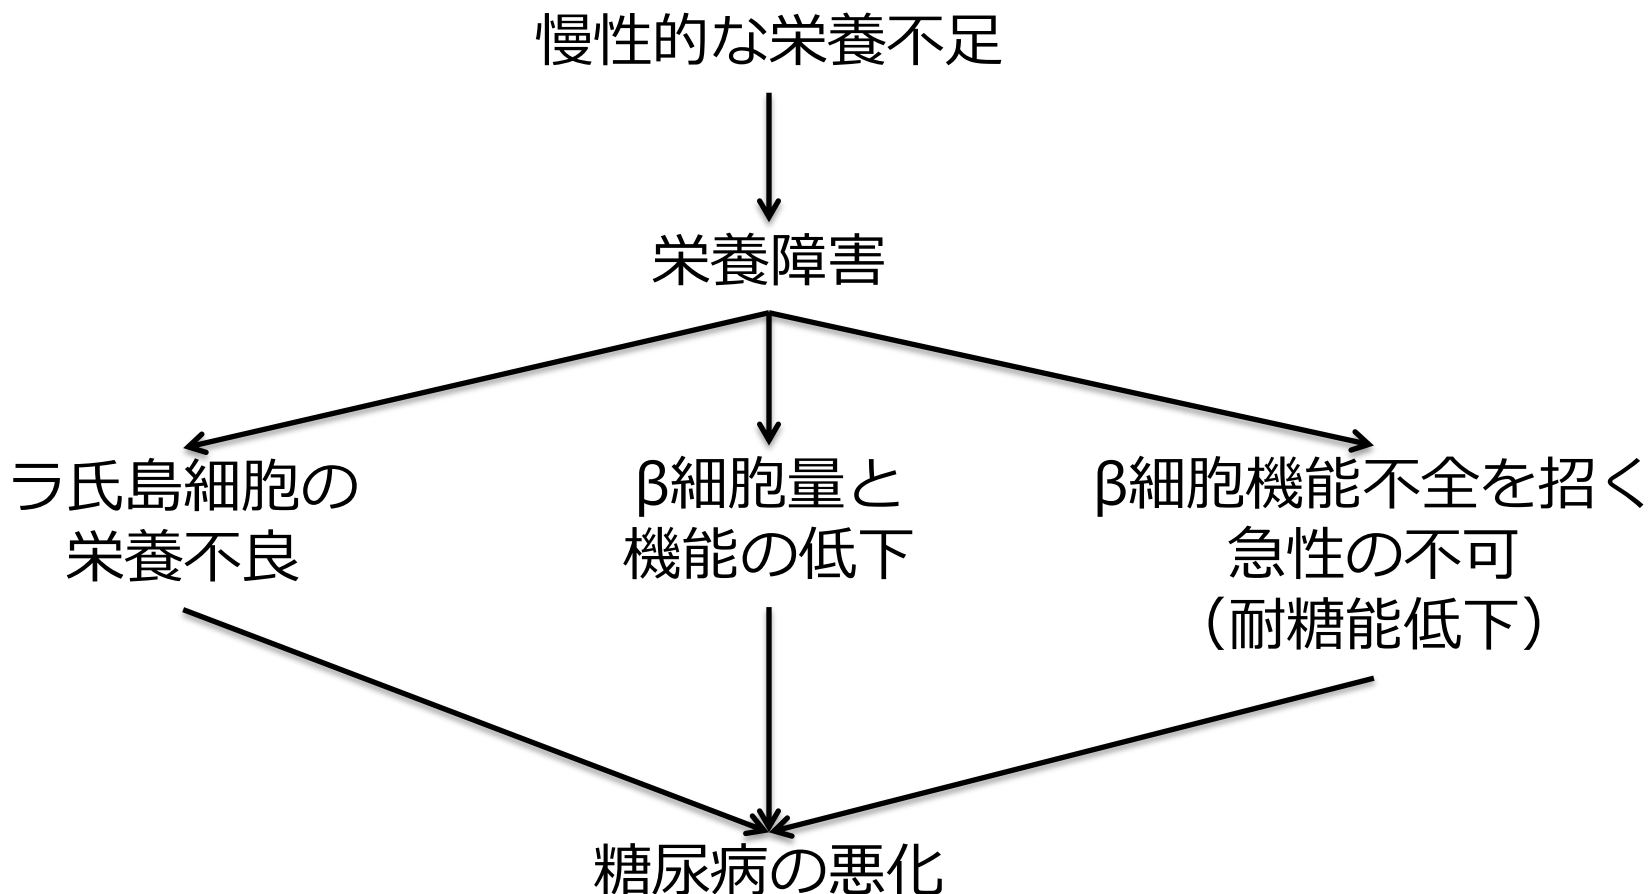 慢性的な栄養不足
栄養障害
ラ氏島細胞の
栄養不良
β細胞量と
機能の低下
β細胞機能不全を招く
急性の不可
（耐糖能低下）
糖尿病の悪化